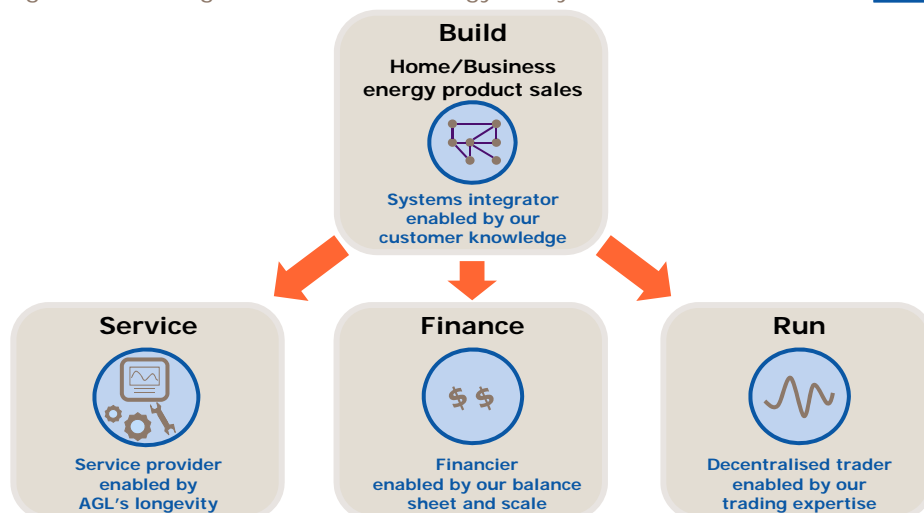 Build
Home/Business
energy product sales
Systems integrator
enabled by our
customer knowledge
Service
Service provider
enabled by
AGL's longevity
Finance
$ $
Financier
enabled by our balance
sheet and scale
Run
Decentralised trader
enabled by our
trading expertise